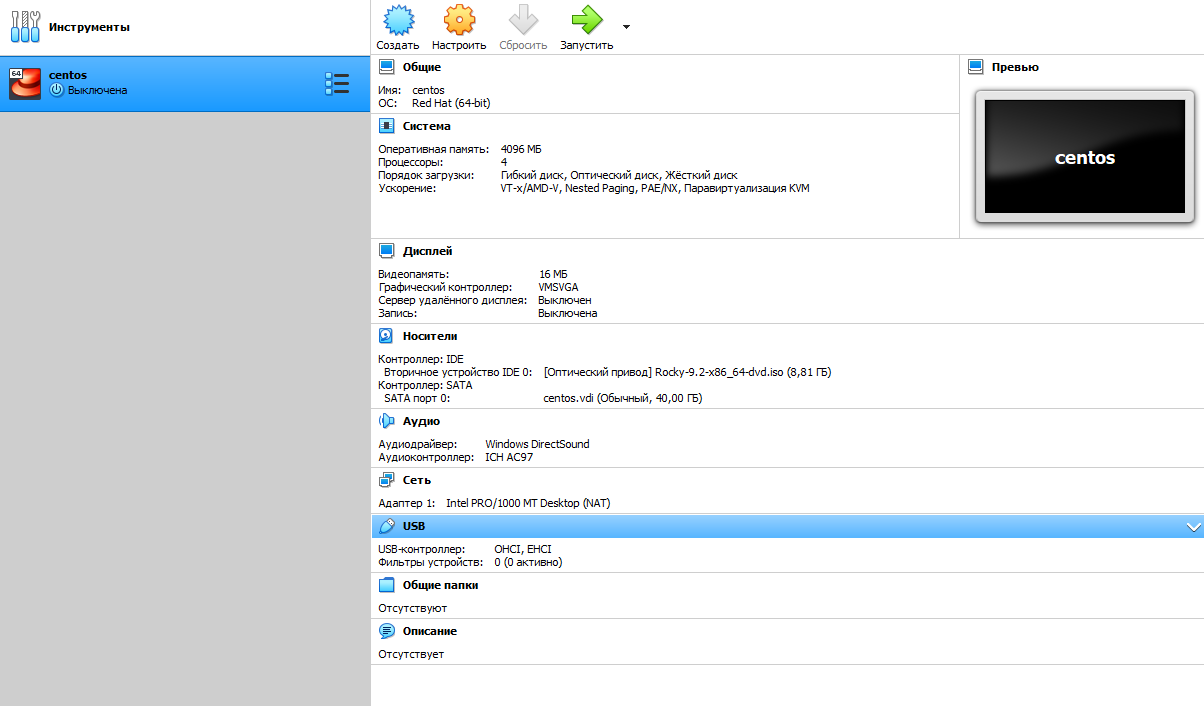 Инструменты
64
centos
Выключена
Создать Настроить Сбросить Запустить
Общие
Имя: centos
ОС: Red Hat (64-bit)
Превью
centos
Система
Оперативная память: 4096 МБ
Процессоры: 4
Порядок загрузки: Гибкий диск, Оптический диск, Жёсткий диск
Ускорение: VT-x/AMD-V, Nested Paging, PAE/NX, Паравиртуализация KVM
Дисплей
Видеопамять: 16 МБ
Графический контроллер: VMSVGA
Сервер удалённого дисплея: Выключен
Запись: Выключена
Носители
Контроллер: IDE
Вторичное устройство IDE 0: [Оптический привод] Rocky-9.2-x86_64-dvd.iso (8,81 ГБ)
Контроллер: SATA
SATA порт 0: centos.vdi (Обычный, 40,00 ГБ)
Аудио
Аудиодрайвер: Windows DirectSound
Аудиоконтроллер: ICH AC97
Сеть
Адаптер 1: Intel PRO/1000 MT Desktop (NAT)
USB
USB-контроллер: OHCI, EHCI
Фильтры устройств: 0 (0 активно)
Общие папки
Отсутствуют
Описание
Отсутствует